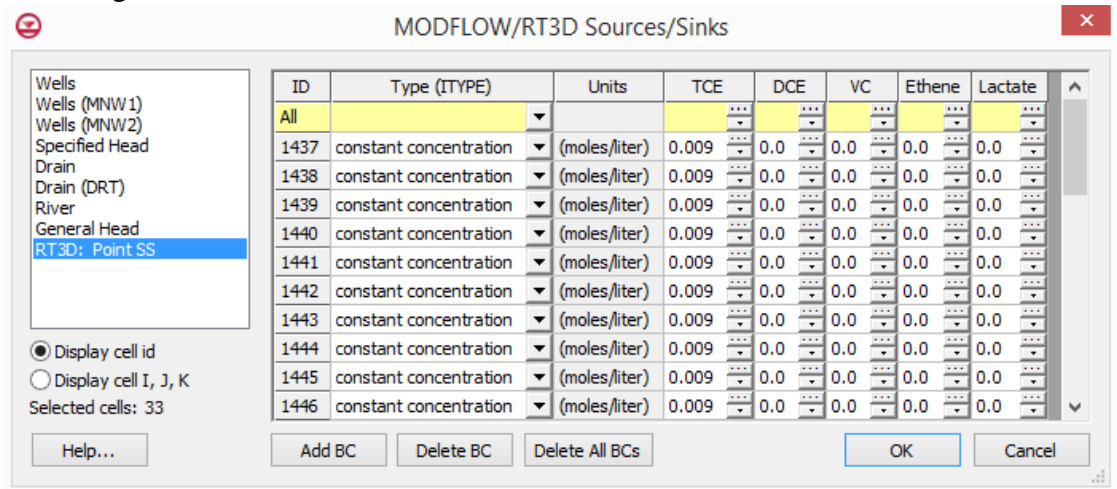 MODFLOW/RT3D Sources/Sinks
Wells
Wells (MNW1)
Wells (MNW2)
Specified Head
Drain
Drain (DRT)
River
General Head
RT3D: Point SS
Display cell id
Display cell I, J, K
Selected cells: 33
ID Type (ITYPE) Units TCE DCE VC Ethene Lactate
All
1437 constant concentration (moles/liter) 0.009 0.0 0.0 0.0 0.0
1438 constant concentration (moles/liter) 0.009 0.0 0.0 0.0 0.0
1439 constant concentration (moles/liter) 0.009 0.0 0.0 0.0 0.0
1440 constant concentration (moles/liter) 0.009 0.0 0.0 0.0 0.0
1441 constant concentration (moles/liter) 0.009 0.0 0.0 0.0 0.0
1442 constant concentration (moles/liter) 0.009 0.0 0.0 0.0 0.0
1443 constant concentration (moles/liter) 0.009 0.0 0.0 0.0 0.0
1444 constant concentration (moles/liter) 0.009 0.0 0.0 0.0 0.0
1445 constant concentration (moles/liter) 0.009 0.0 0.0 0.0 0.0
1446 constant concentration (moles/liter) 0.009 0.0 0.0 0.0 0.0
Help... Add BC Delete BC Delete All BCs OK Cancel